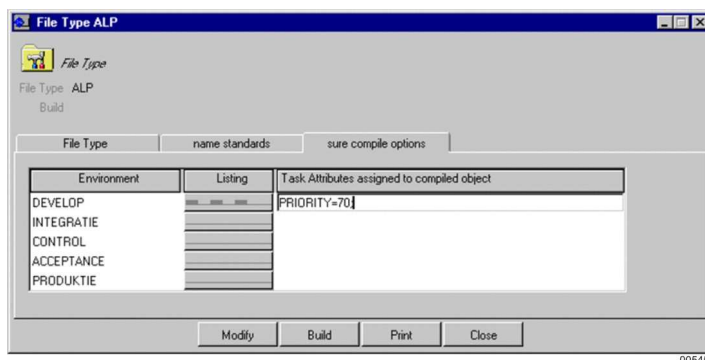 File Type ALP
File Type
File Type ALP
Build
File Type name standards sure compile options
Environment Listing Task Attributes assigned to compiled object
DEVELOP PRIORITY=70;
INTEGRATIE
CONTROL
ACCEPTANCE
PRODUKTIE
Modify Build Print Close